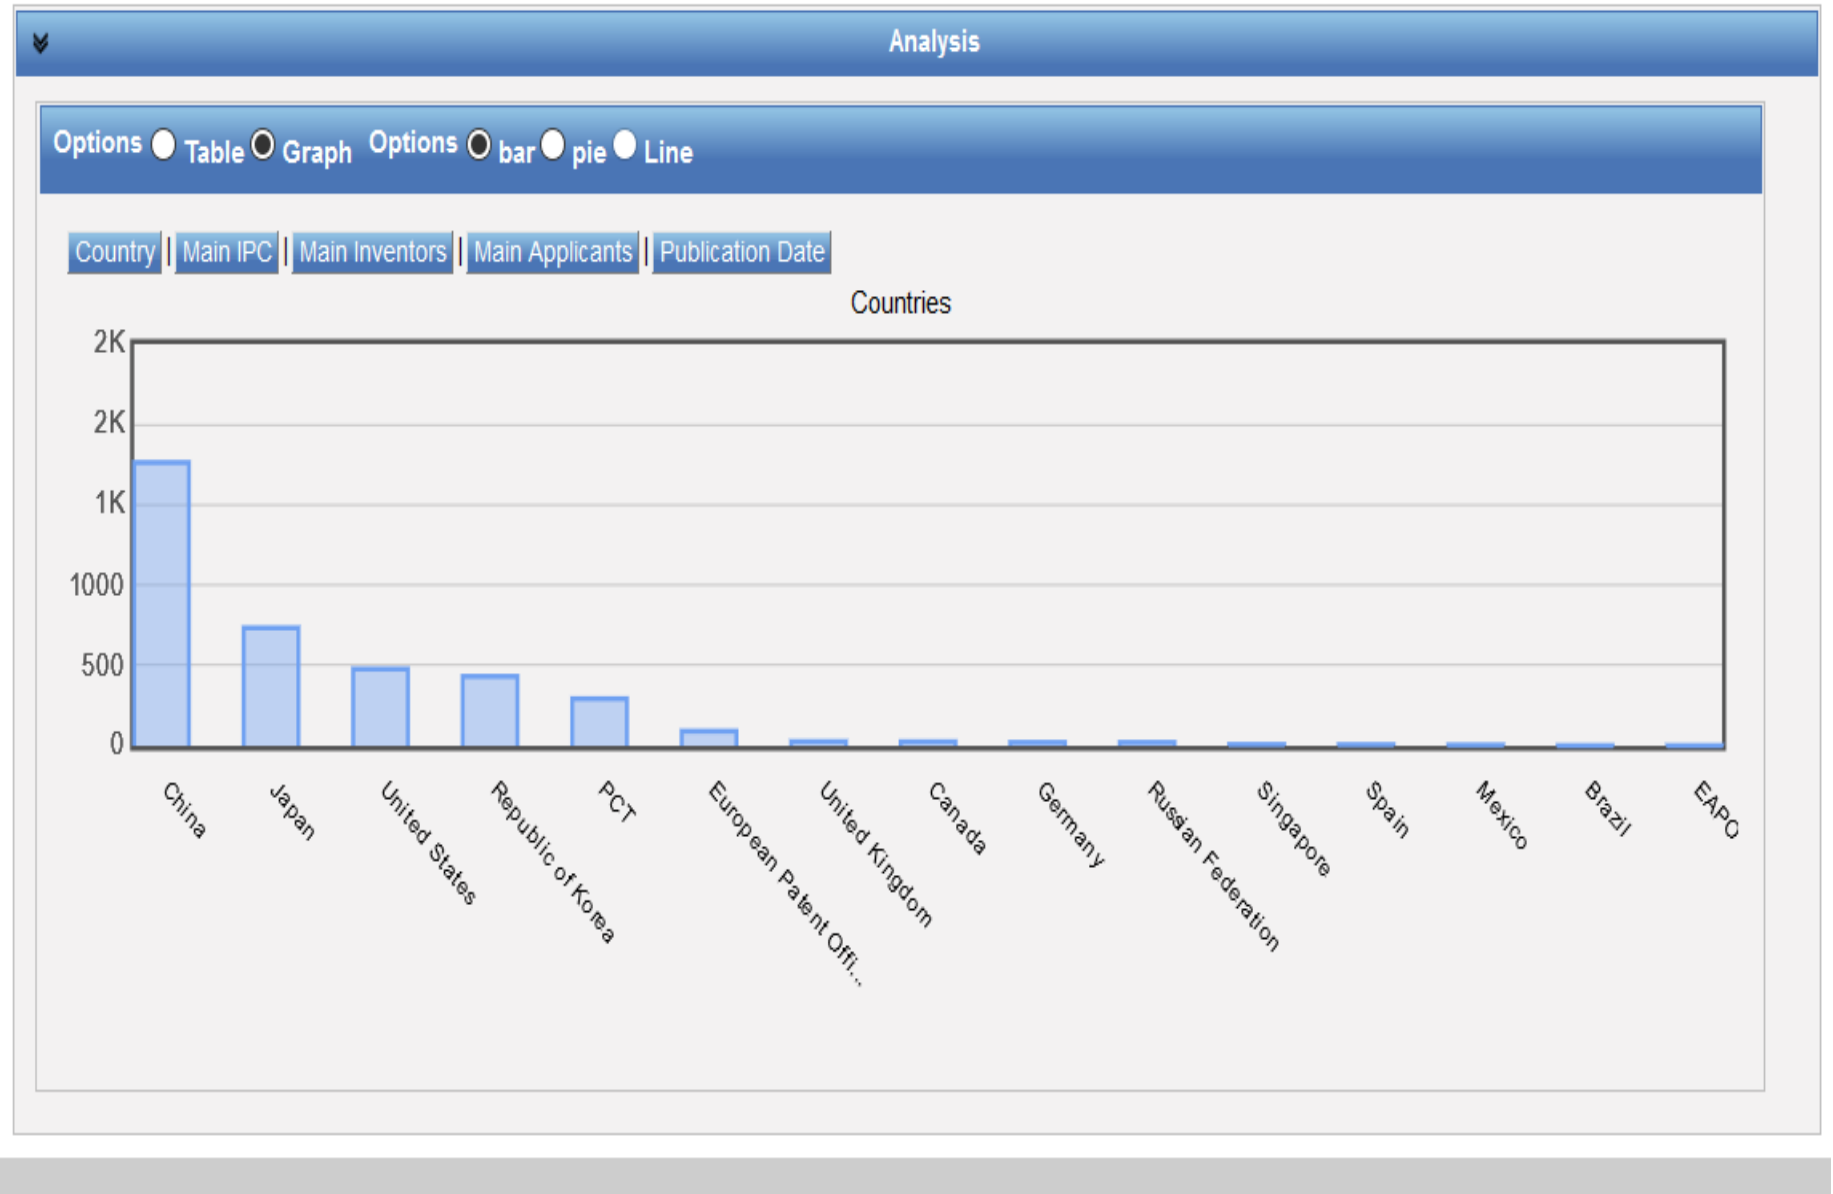 Analysis
Options Table Graph Options bar pie Line
Country | Main IPC | Main Inventors | Main Applicants | Publication Date
Countries
2K
2K
1K
1000
500
0
China
Japan
United States
Republic of Korea
PCT
European Patent Offi...
United Kingdom
Canada
Germany
Russian Federation
Singapore
Spain
Mexico
Brazil
EAPO